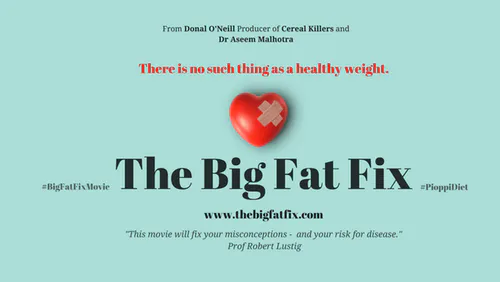 From Donal O'Neill Producer of Cereal Killers and
Dr Aseem Malhotra
There is no such thing as a healthy weight.
#BigFatFixMovie The Big Fat Fix #PioppiDiet
www.thebigfatfix.com
"This movie will fix your misconceptions - and your risk for disease."
Prof Robert Lustig